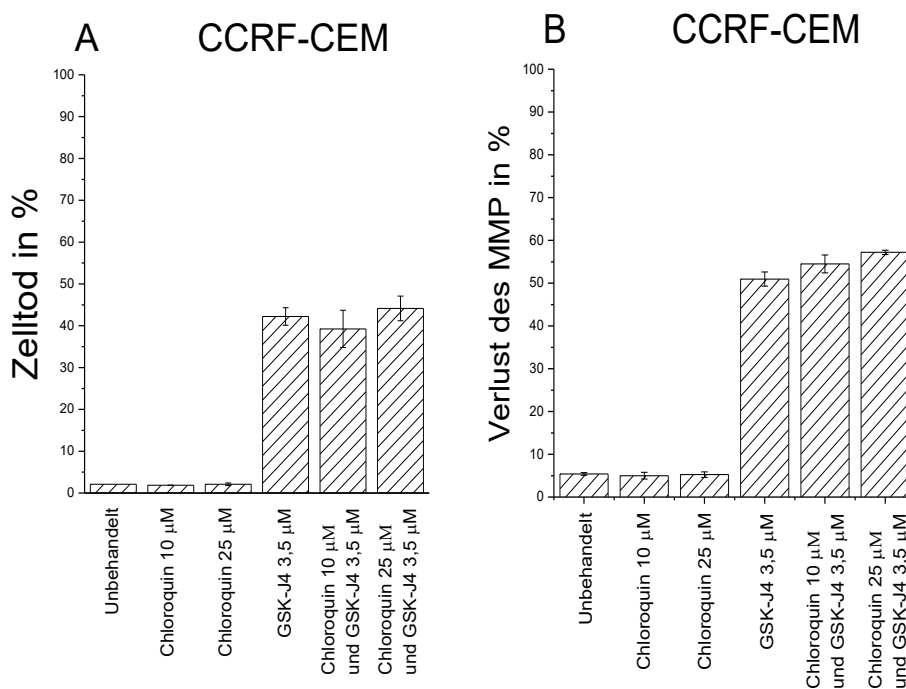 A
CCRF-CEM
Zelltod in %
100
90
80
70
60
50
40
30
20
10
0
Unbehandelt
Chloroquin 10 μM
Chloroquin 25 μM
GSK-J4 3,5 μM
Chloroquin 10 μM
und GSK-J4 3,5 μM
Chloroquin 25 μM
und GSK-J4 3,5 μM
B
CCRF-CEM
Verlust des MMP in %
100
90
80
70
60
50
40
30
20
10
0
Unbehandelt
Chloroquin 10 μM
Chloroquin 25 μM
GSK-J4 3,5 μM
Chloroquin 10 μM
und GSK-J4 3,5 μM
Chloroquin 25 μM
und GSK-J4 3,5 μM